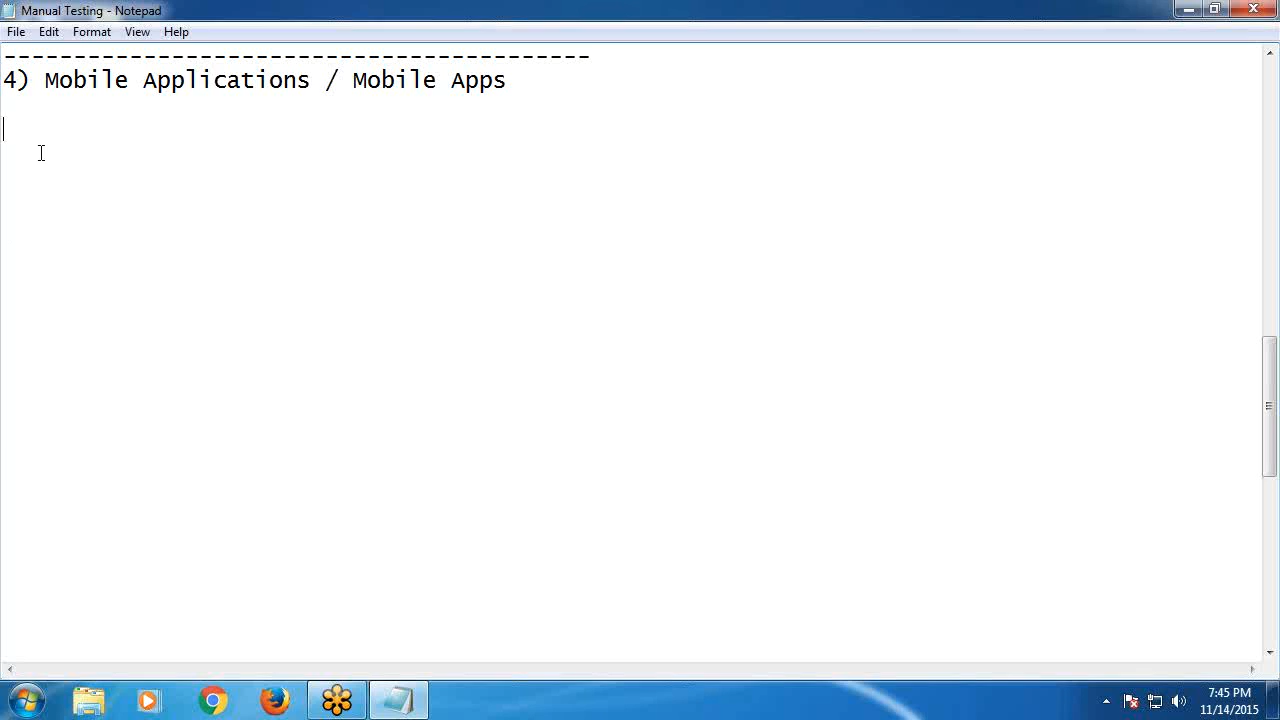 Manual Testing - Notepad
File Edit Format View Help
------------------------------------------
4) Mobile Applications / Mobile Apps
7:45 PM
11/14/2015